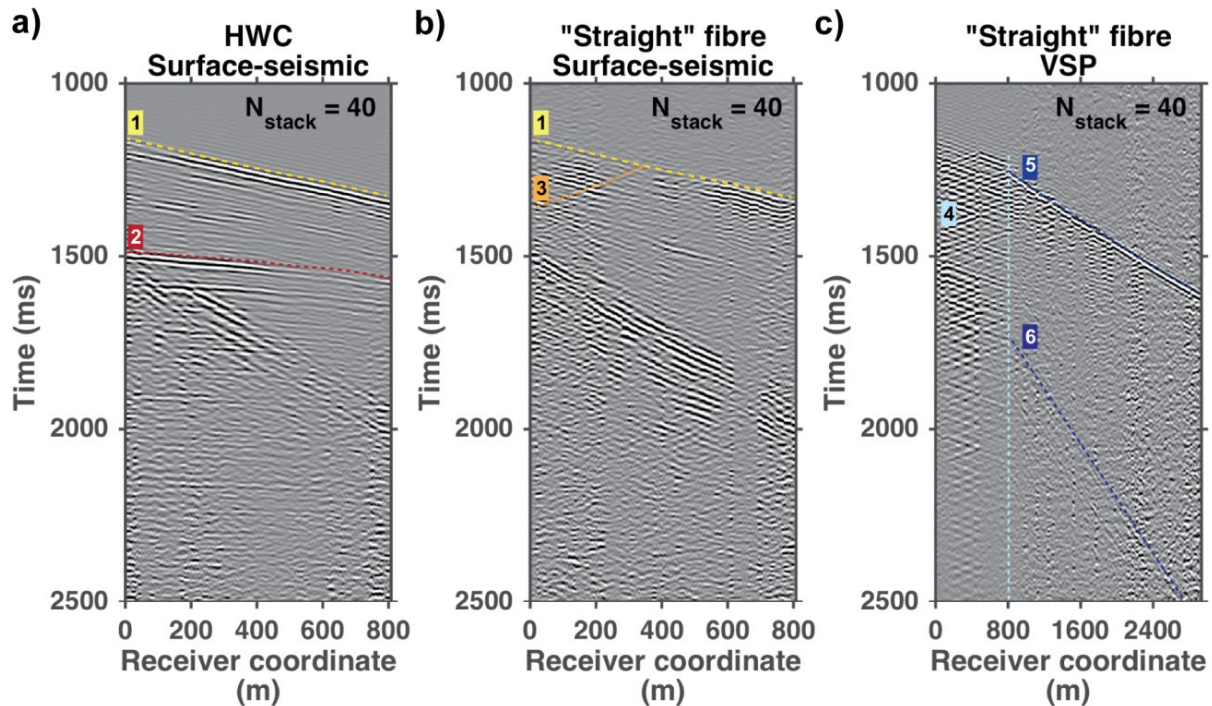 a)
HWC
Surface-seismic
N_stack = 40
1
2
1000
1500
2000
2500
Time (ms)
0 200 400 600 800
Receiver coordinate
(m)
b)
"Straight" fibre
Surface-seismic
N_stack = 40
1
3
1000
1500
2000
2500
Time (ms)
0 200 400 600 800
Receiver coordinate
(m)
c)
"Straight" fibre
VSP
N_stack = 40
5
4
6
1000
1500
2000
2500
Time (ms)
0 800 1600 2400
Receiver coordinate
(m)